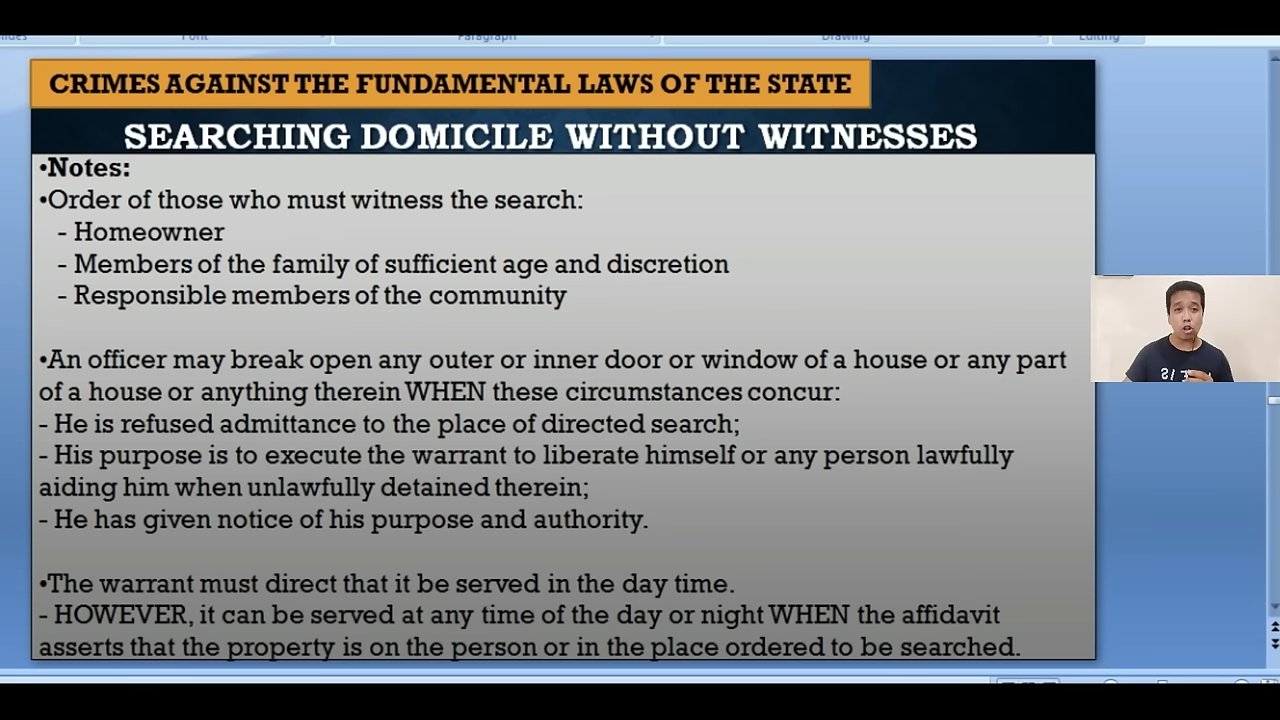 Font
Paragraph
Drawing
Editing
CRIMES AGAINST THE FUNDAMENTAL LAWS OF THE STATE
SEARCHING DOMICILE WITHOUT WITNESSES
•Notes:
•Order of those who must witness the search:
- Homeowner
- Members of the family of sufficient age and discretion
- Responsible members of the community
•An officer may break open any outer or inner door or window of a house or any part
of a house or anything therein WHEN these circumstances concur:
- He is refused admittance to the place of directed search;
- His purpose is to execute the warrant to liberate himself or any person lawfully
aiding him when unlawfully detained therein;
- He has given notice of his purpose and authority.
•The warrant must direct that it be served in the day time.
- HOWEVER, it can be served at any time of the day or night WHEN the affidavit
asserts that the property is on the person or in the place ordered to be searched.